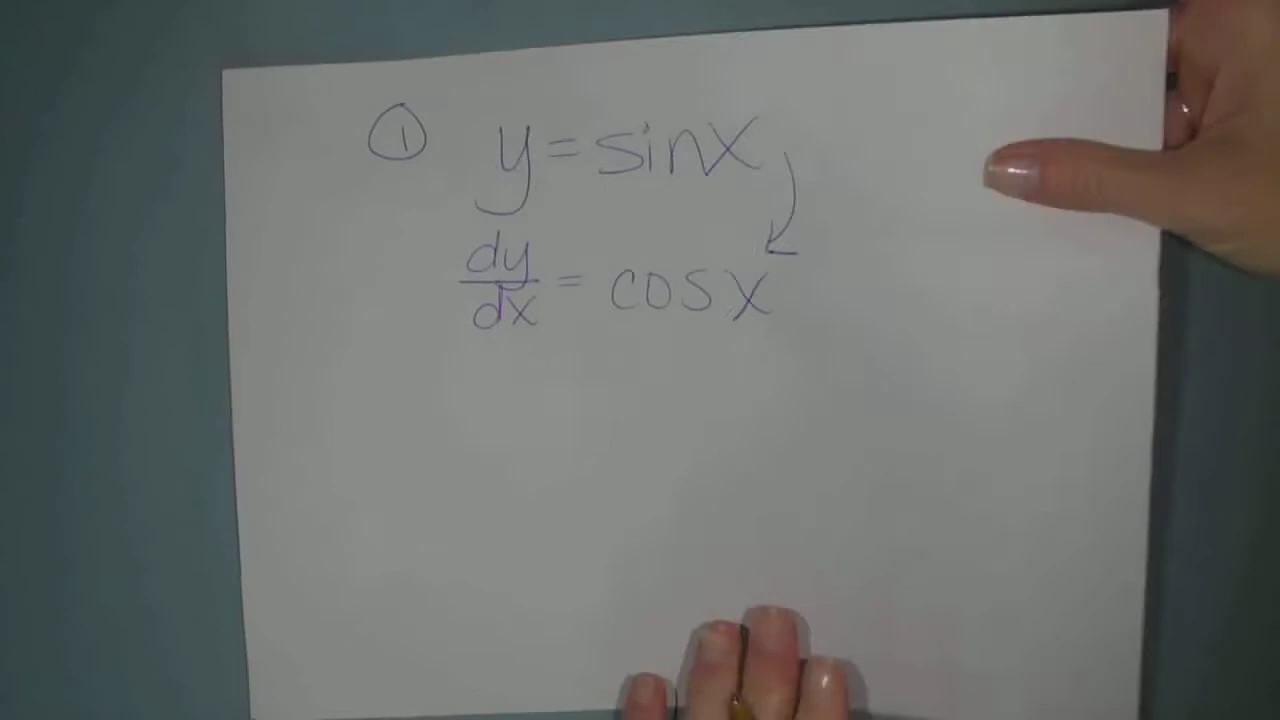 ① y = sinx
dy/dx = cosx